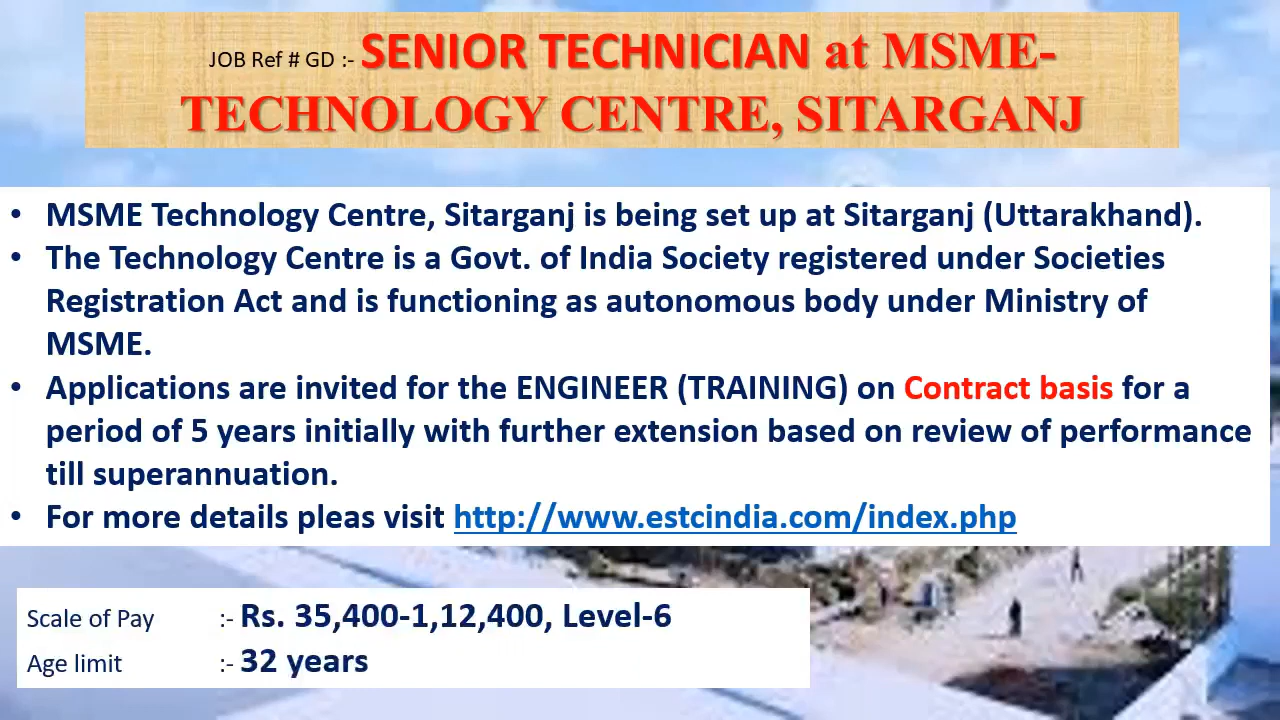 JOB Ref # GD :- SENIOR TECHNICIAN at MSME-
TECHNOLOGY CENTRE, SITARGANJ
• MSME Technology Centre, Sitarganj is being set up at Sitarganj (Uttarakhand).
• The Technology Centre is a Govt. of India Society registered under Societies
Registration Act and is functioning as autonomous body under Ministry of
MSME.
• Applications are invited for the ENGINEER (TRAINING) on Contract basis for a
period of 5 years initially with further extension based on review of performance
till superannuation.
• For more details pleas visit http://www.estcindia.com/index.php
Scale of Pay :- Rs. 35,400-1,12,400, Level-6
Age limit :- 32 years